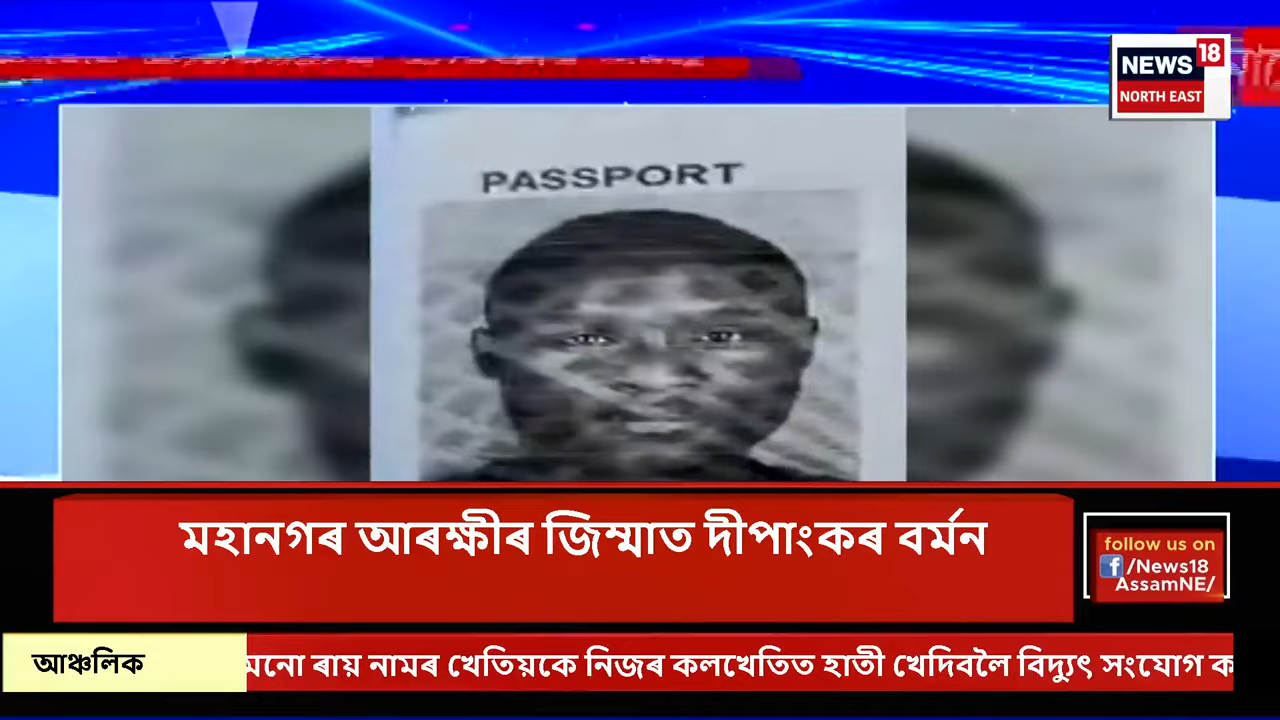 NEWS 18
NORTH EAST
PASSPORT
মহানগৰ আৰক্ষীৰ জিম্মাত দীপাংকৰ বৰ্মন
follow us on
f /News18
AssamNE/
আঞ্চলিক
ৰায় নামৰ খেতিয়কে নিজৰ কলখেতিত হাতী খেদিবলৈ বিদ্যুৎ সংযোগ